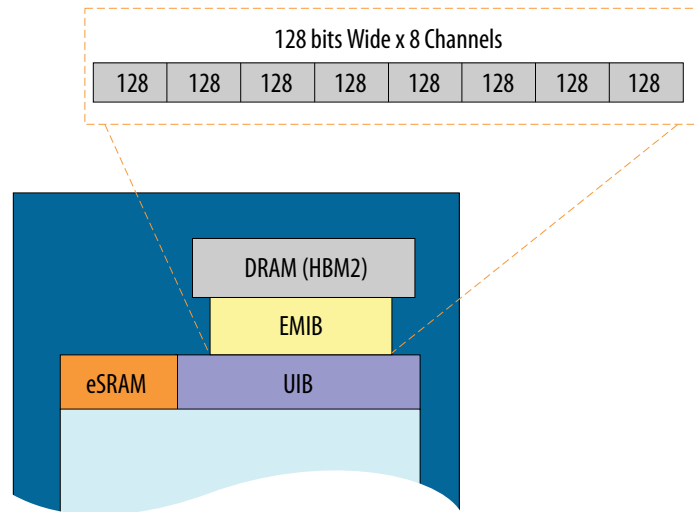 128 bits Wide x 8 Channels
128 128 128 128 128 128 128 128
DRAM (HBM2)
EMIB
eSRAM UIB